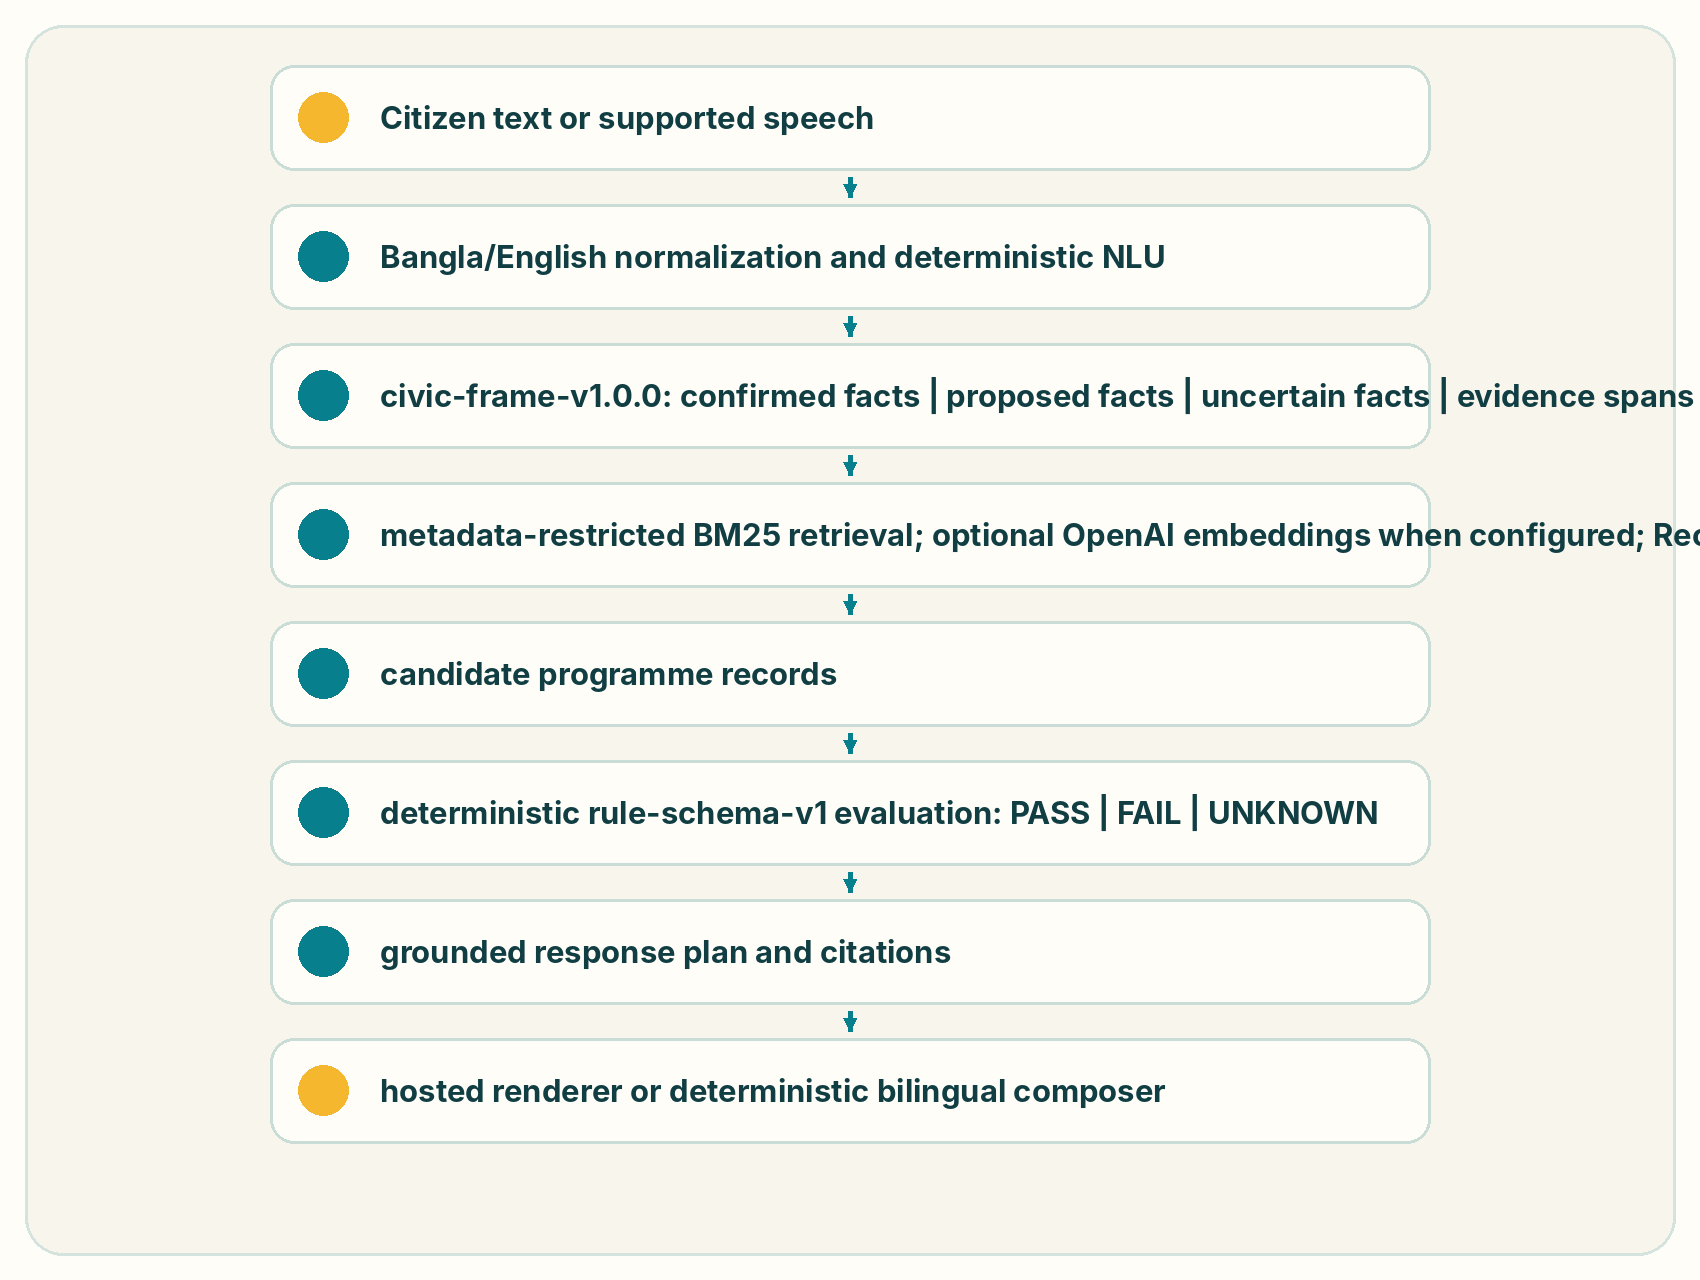 Citizen text or supported speech
Bangla/English normalization and deterministic NLU
civic-frame-v1.0.0: confirmed facts | proposed facts | uncertain facts | evidence spans
metadata-restricted BM25 retrieval; optional OpenAI embeddings when configured;
candidate programme records
deterministic rule-schema-v1 evaluation: PASS | FAIL | UNKNOWN
grounded response plan and citations
hosted renderer or deterministic bilingual composer